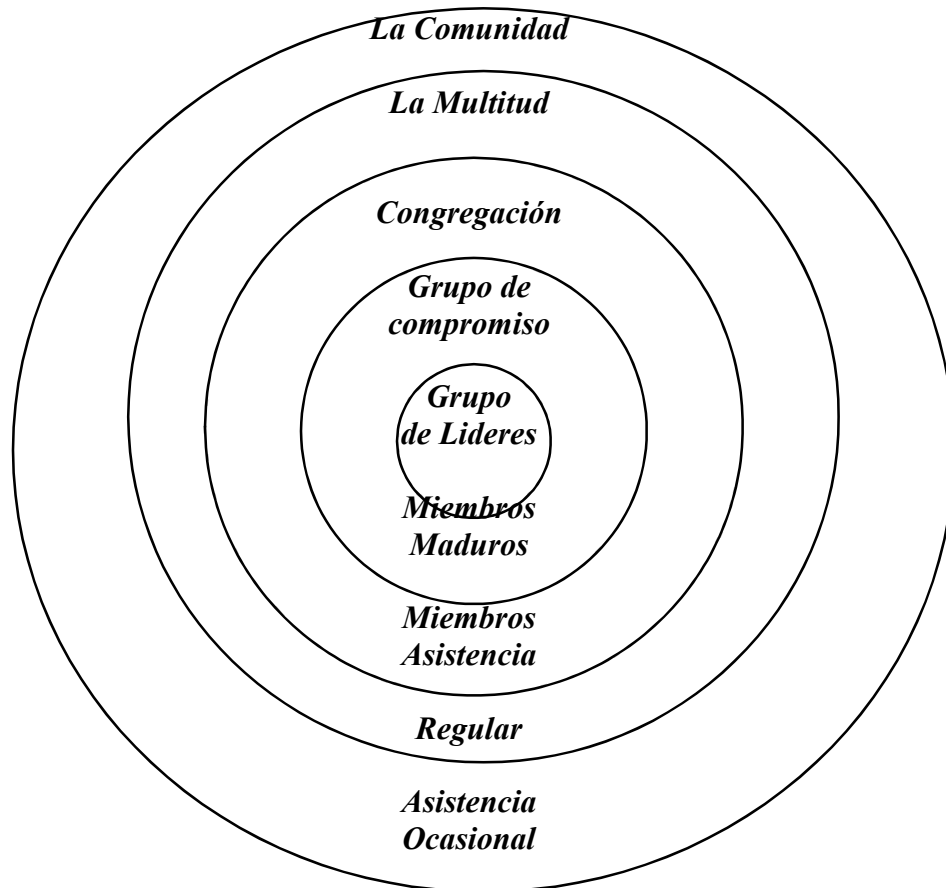 La Comunidad
La Multitud
Congregación
Grupo de
compromiso
Grupo
de Lideres
Miembros
Maduros
Miembros
Asistencia
Regular
Asistencia
Ocasional